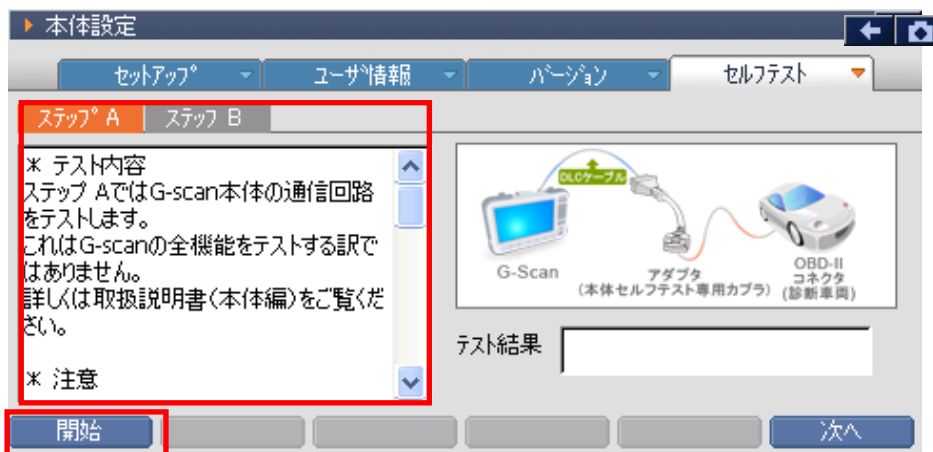 本体設定
セットアップ
ユーザ情報
バージョン
セルフテスト
ステップ A
ステップ B
* テスト内容
ステップ AではG-scan本体の通信回路
をテストします。
これはG-scanの全機能をテストする訳で
はありません。
詳しくは取扱説明書(本体編)をご覧くだ
さい。
* 注意
DLCケーブル
G-Scan
アダプタ
(本体セルフテスト専用カプラ)
OBD-II
コネクタ
(診断車両)
テスト結果
開始
次へ